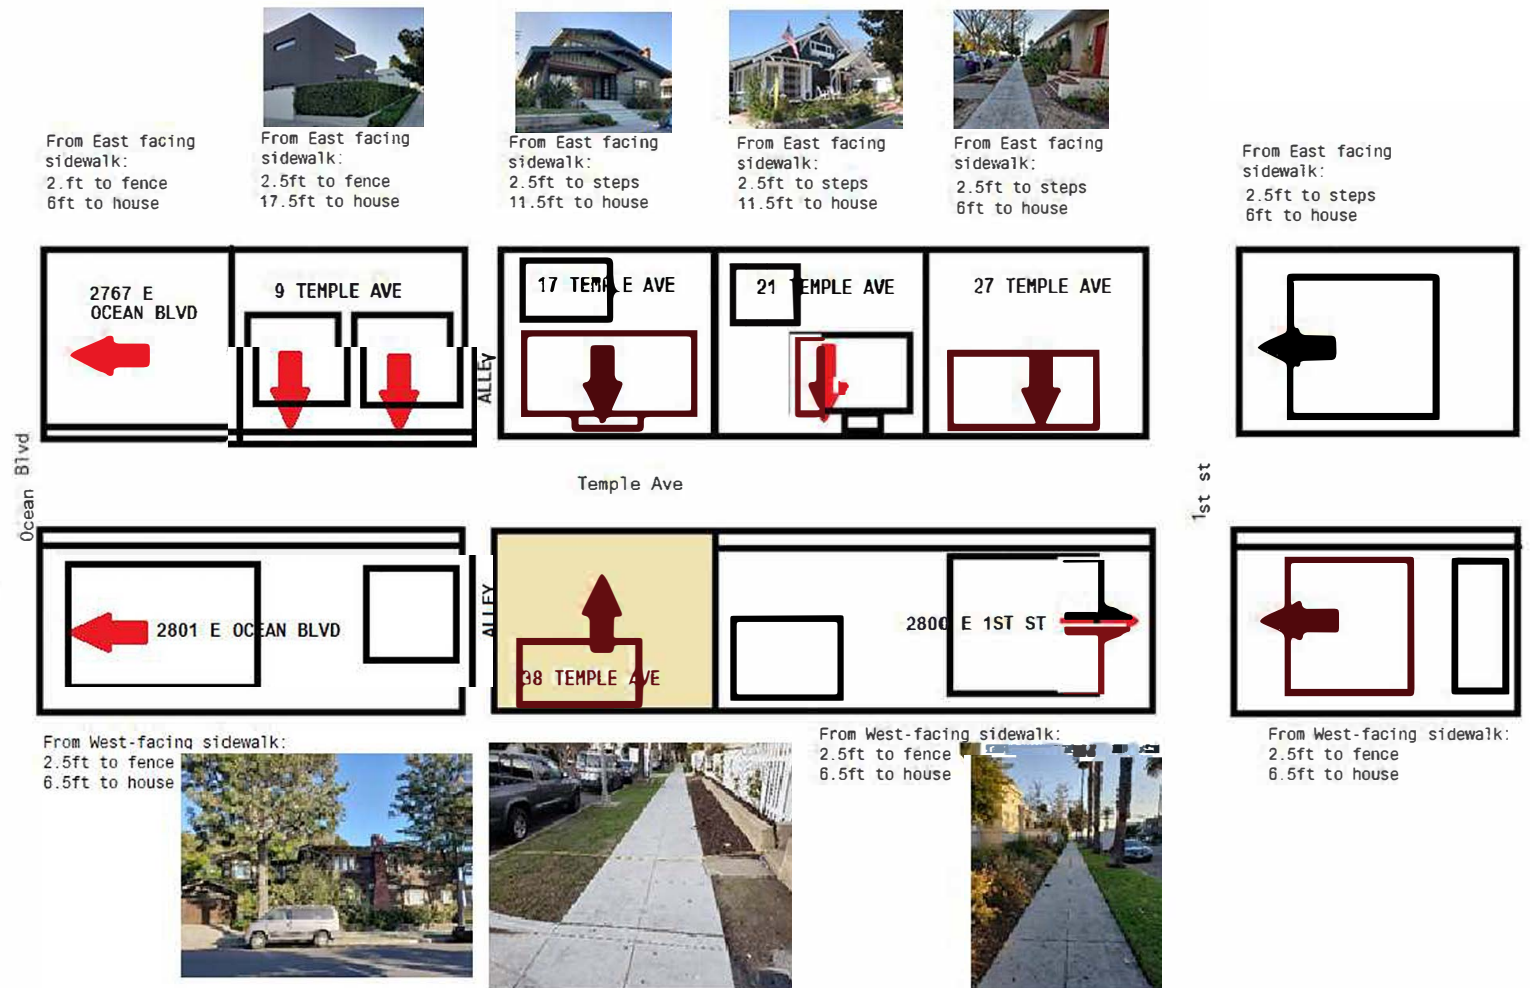 From East facing
sidewalk:
2.ft to fence
6ft to house
From East facing
sidewalk:
2.5ft to fence
17.5ft to house
From East facing
sidewalk:
2.5ft to steps
11.5ft to house
From East facing
sidewalk:
2.5ft to steps
11.5ft to house
From East facing
sidewalk:
2.5ft to steps
6ft to house
From East facing
sidewalk:
2.5ft to steps
6ft to house
2767 E
OCEAN BLVD
9 TEMPLE AVE
ALLEY
17 TEMPLE AVE
21 TEMPLE AVE
27 TEMPLE AVE
Ocean Blvd
Temple Ave
1st st
2801 E OCEAN BLVD
ALLEY
38 TEMPLE AVE
2800 E 1ST ST
From West-facing sidewalk:
2.5ft to fence
6.5ft to house
From West-facing sidewalk:
2.5ft to fence
6.5ft to house
From West-facing sidewalk:
2.5ft to fence
6.5ft to house